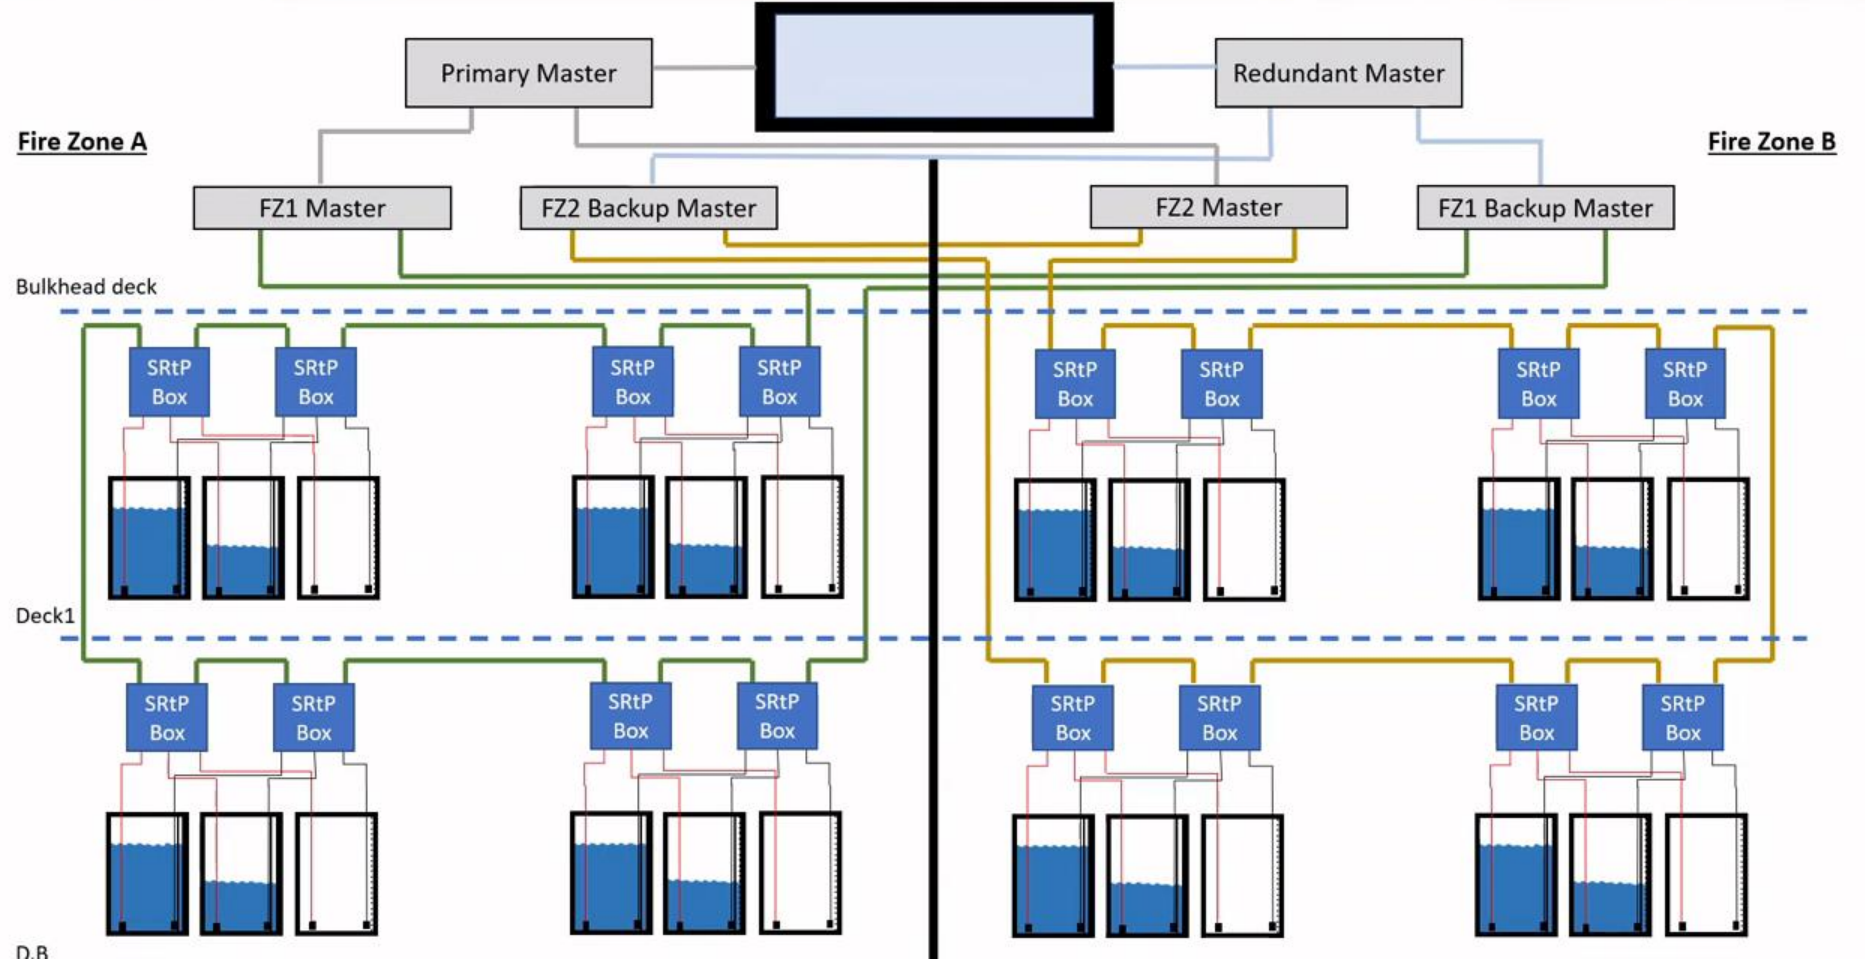 Primary Master
Redundant Master
Fire Zone A
Fire Zone B
FZ1 Master
FZ2 Backup Master
FZ2 Master
FZ1 Backup Master
Bulkhead deck
SRtP
Box
SRtP
Box
SRtP
Box
SRtP
Box
SRtP
Box
SRtP
Box
SRtP
Box
SRtP
Box
Deck1
SRtP
Box
SRtP
Box
SRtP
Box
SRtP
Box
SRtP
Box
SRtP
Box
SRtP
Box
SRtP
Box
D.B